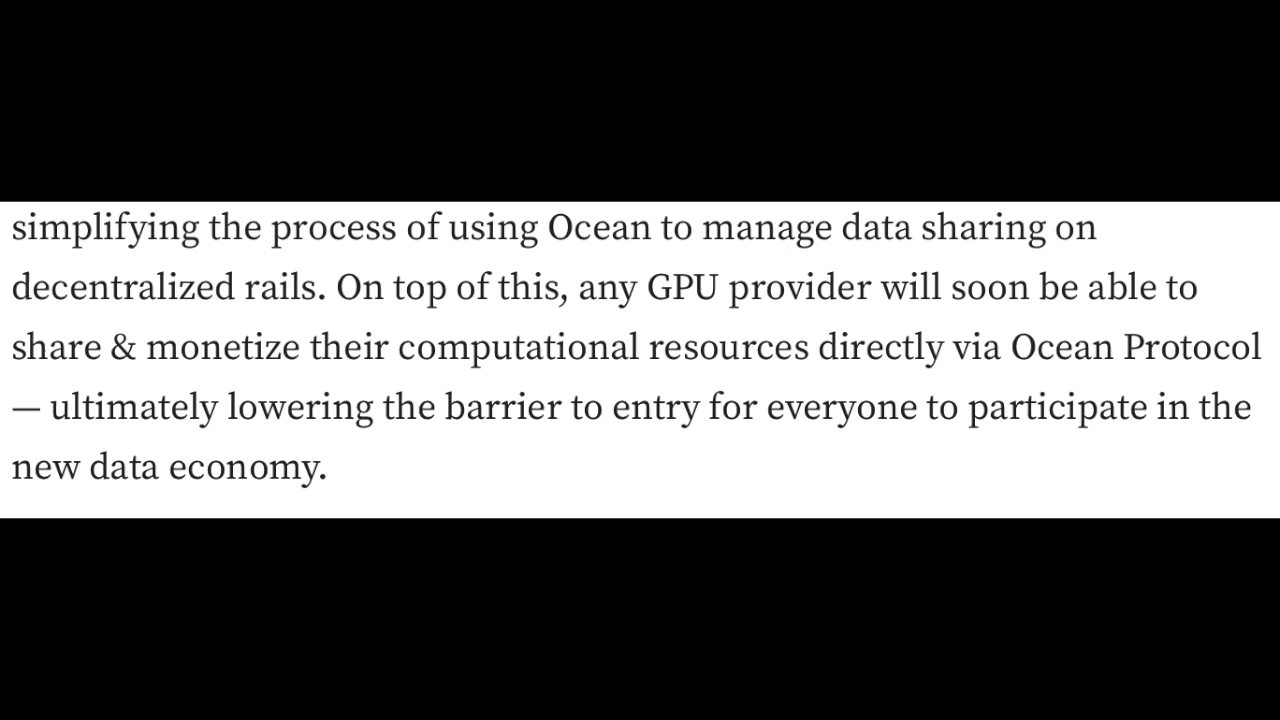 simplifying the process of using Ocean to manage data sharing on
decentralized rails. On top of this, any GPU provider will soon be able to
share & monetize their computational resources directly via Ocean Protocol
— ultimately lowering the barrier to entry for everyone to participate in the
new data economy.